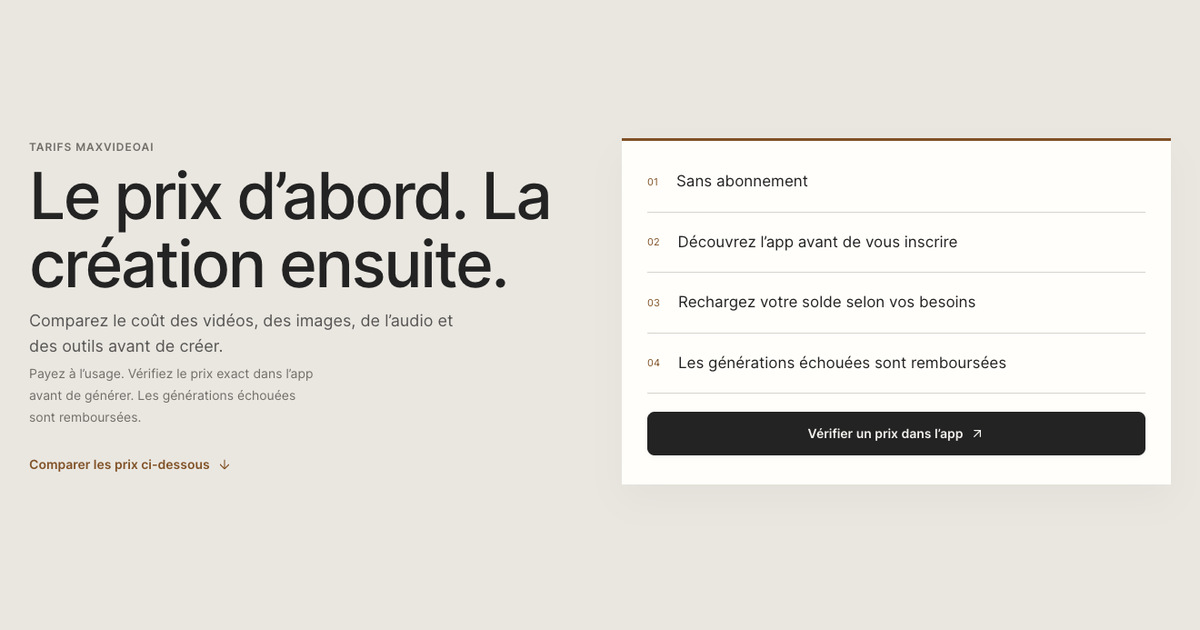 TARIFS MAXVIDEOAI
Le prix d’abord. La
création ensuite.
Comparez le coût des vidéos, des images, de l’audio et
des outils avant de créer.
Payez à l’usage. Vérifiez le prix exact dans l’app
avant de générer. Les générations échouées
sont remboursées.
Comparer les prix ci-dessous ↓
01 Sans abonnement
02 Découvrez l’app avant de vous inscrire
03 Rechargez votre solde selon vos besoins
04 Les générations échouées sont remboursées
Vérifier un prix dans l’app ↗